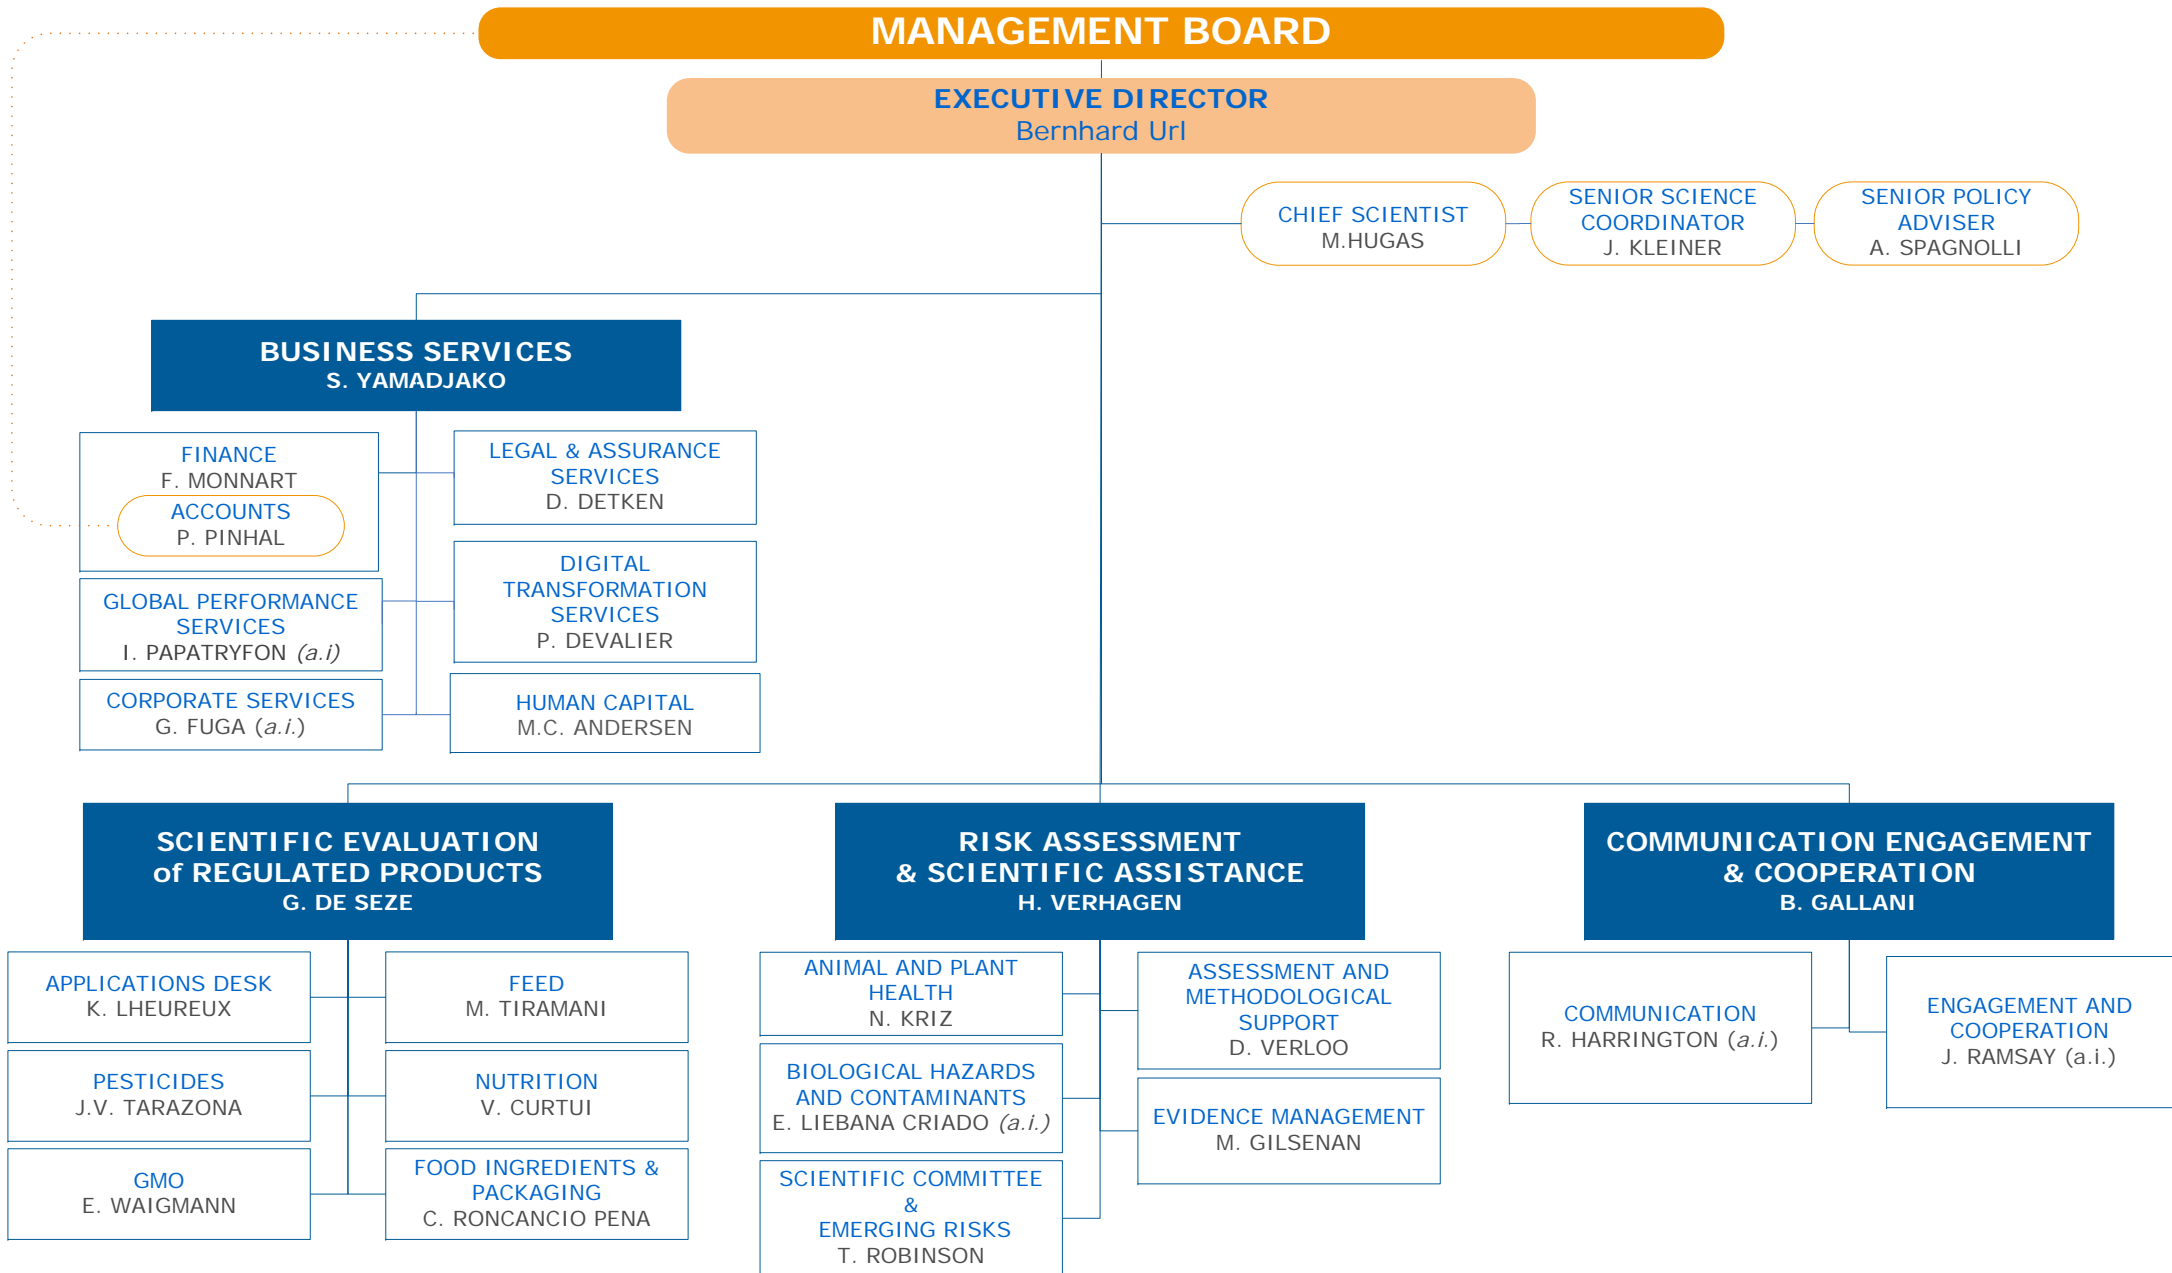 MANAGEMENT BOARD
EXECUTIVE DIRECTOR
Bernhard Url
CHIEF SCIENTIST
M.HUGAS
SENIOR SCIENCE
COORDINATOR
J. KLEINER
SENIOR POLICY
ADVISER
A. SPAGNOLLI
BUSINESS SERVICES
S. YAMADJAKO
FINANCE
F. MONNART
ACCOUNTS
P. PINHAL
LEGAL & ASSURANCE
SERVICES
D. DETKEN
GLOBAL PERFORMANCE
SERVICES
I. PAPATRYFON (a.i)
DIGITAL
TRANSFORMATION
SERVICES
P. DEVALIER
CORPORATE SERVICES
G. FUGA (a.i.)
HUMAN CAPITAL
M.C. ANDERSEN
SCIENTIFIC EVALUATION
of REGULATED PRODUCTS
G. DE SEZE
APPLICATIONS DESK
K. LHEUREUX
FEED
M. TIRAMANI
PESTICIDES
J.V. TARAZONA
NUTRITION
V. CURTUI
GMO
E. WAIGMANN
FOOD INGREDIENTS &
PACKAGING
C. RONCANCIO PENA
RISK ASSESSMENT
& SCIENTIFIC ASSISTANCE
H. VERHAGEN
ANIMAL AND PLANT
HEALTH
N. KRIZ
ASSESSMENT AND
METHODOLOGICAL
SUPPORT
D. VERLOO
BIOLOGICAL HAZARDS
AND CONTAMINANTS
E. LIEBANA CRIADO (a.i.)
EVIDENCE MANAGEMENT
M. GILSENAN
SCIENTIFIC COMMITTEE
&
EMERGING RISKS
T. ROBINSON
COMMUNICATION ENGAGEMENT
& COOPERATION
B. GALLANI
COMMUNICATION
R. HARRINGTON (a.i.)
ENGAGEMENT AND
COOPERATION
J. RAMSAY (a.i.)